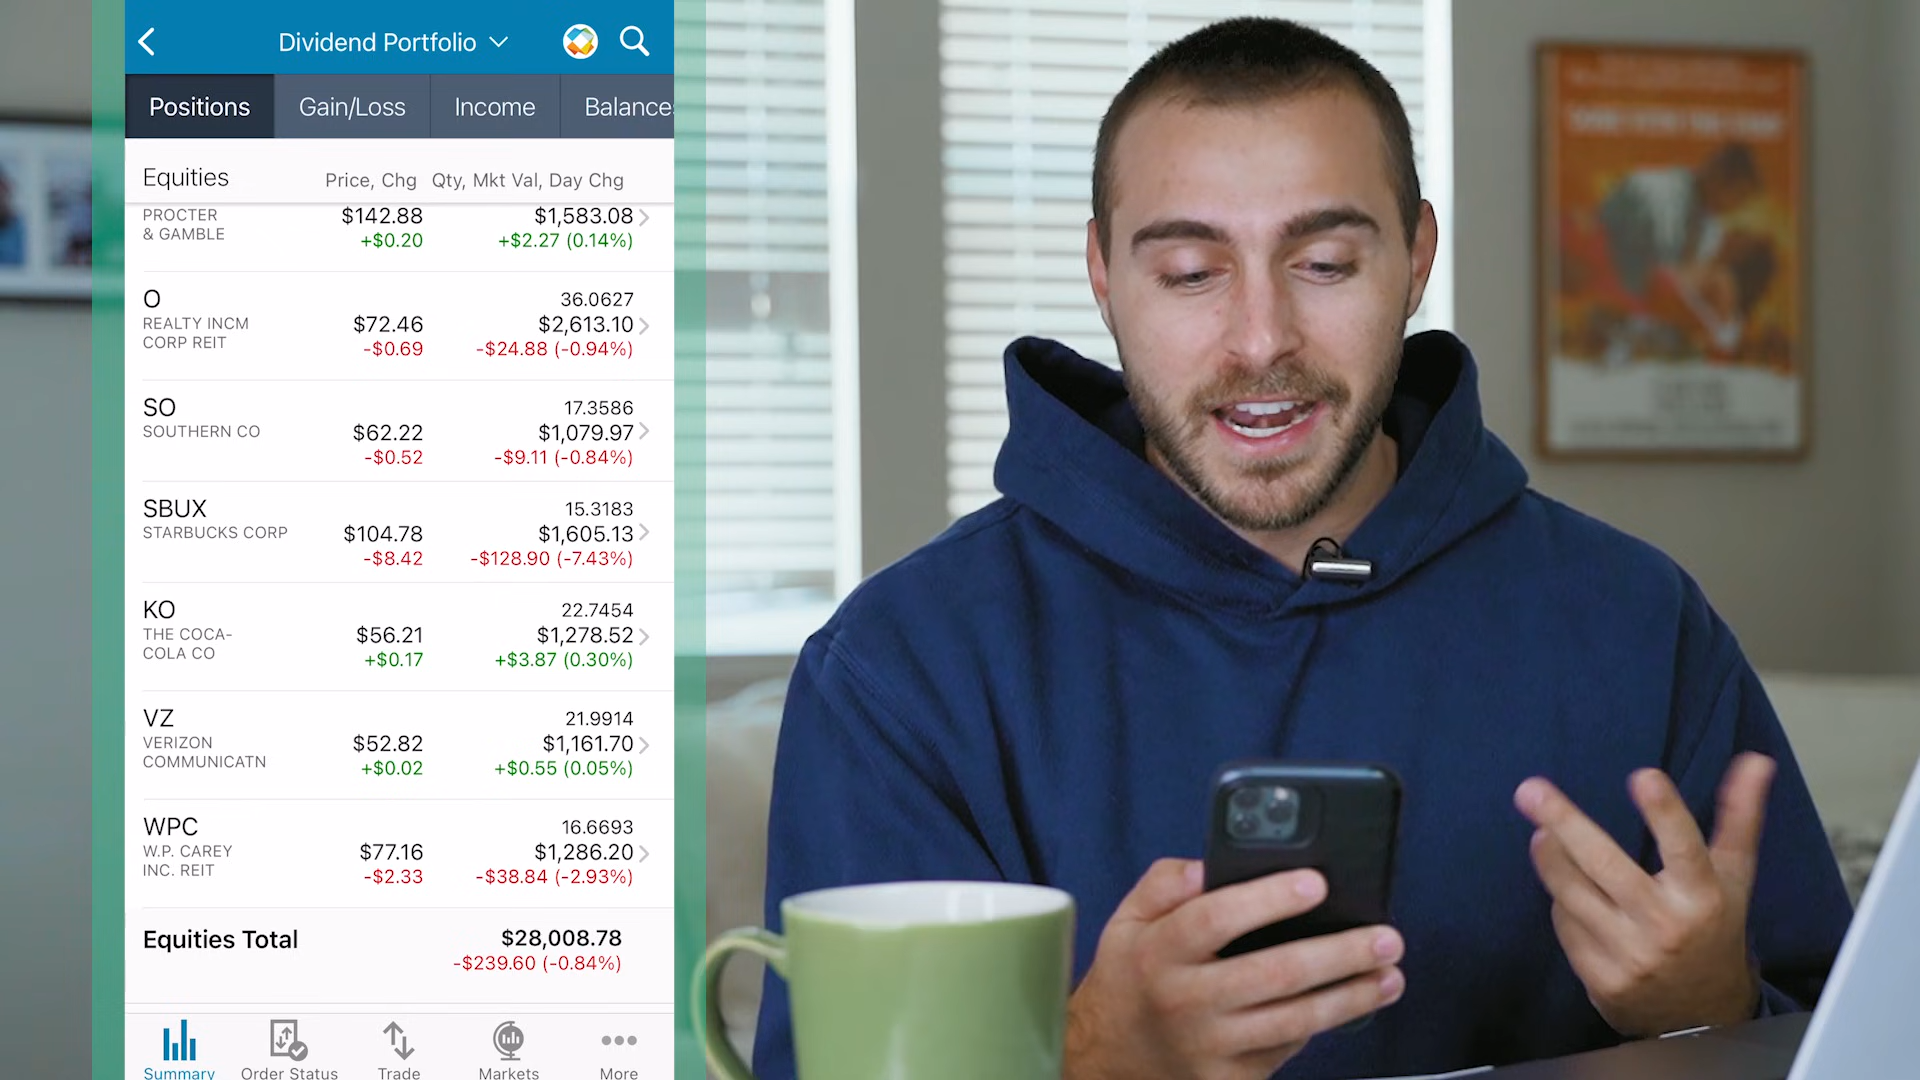 Dividend Portfolio
Positions Gain/Loss Income Balances
Equities Price, Chg Qty, Mkt Val, Day Chg
PROCTER $142.88 $1,583.08
& GAMBLE +$0.20 +$2.27 (0.14%)
O 36.0627
REALTY INCM $72.46 $2,613.10
CORP REIT -$0.69 -$24.88 (-0.94%)
SO 17.3586
SOUTHERN CO $62.22 $1,079.97
-$0.52 -$9.11 (-0.84%)
SBUX 15.3183
STARBUCKS CORP $104.78 $1,605.13
-$8.42 -$128.90 (-7.43%)
KO 22.7454
THE COCA- $56.21 $1,278.52
COLA CO +$0.17 +$3.87 (0.30%)
VZ 21.9914
VERIZON $52.82 $1,161.70
COMMUNICATN +$0.02 +$0.55 (0.05%)
WPC 16.6693
W.P. CAREY $77.16 $1,286.20
INC. REIT -$2.33 -$38.84 (-2.93%)
Equities Total $28,008.78
-$239.60 (-0.84%)
Summary Order Status Trade Markets More